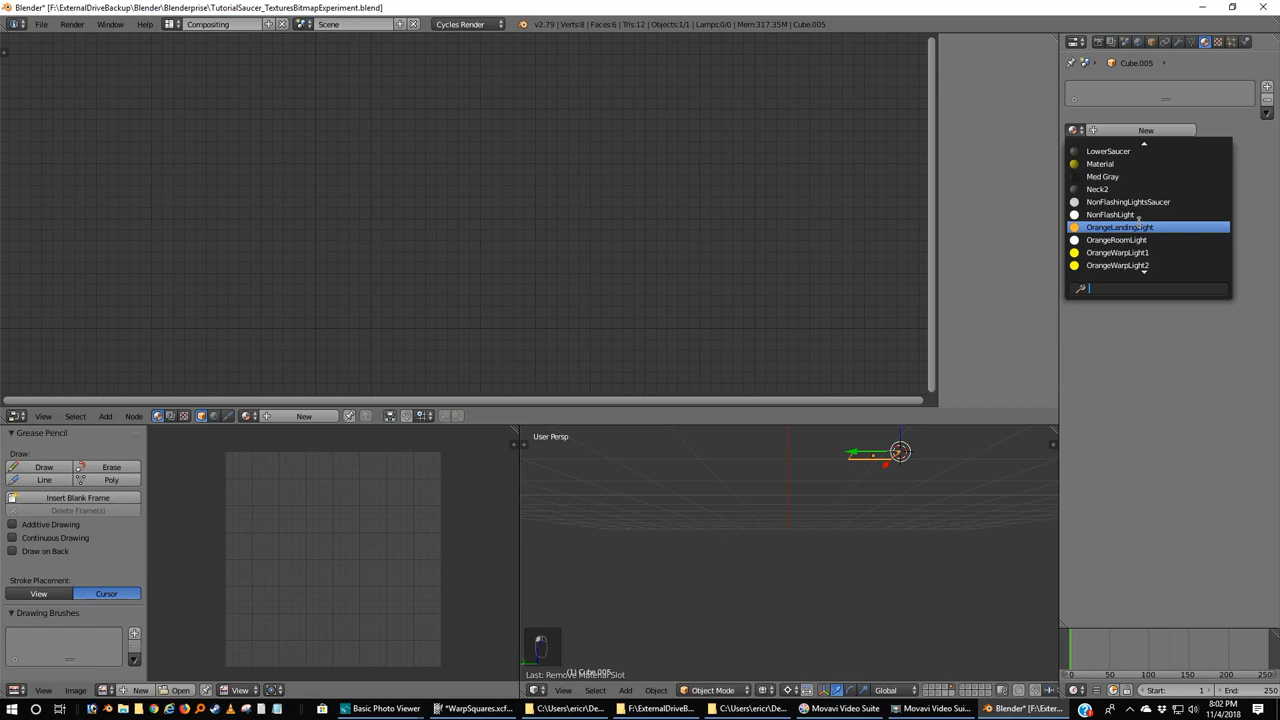 Blender* [F:\ExternalDriveBackup\Blender\Blenderprise\TutorialSaucer_TexturesBitmapExperiment.blend]
File Render Window Help Compositing Scene Cycles Render v2.79 | Verts:8 | Faces:6 | Tris:12 | Objects:1/1 | Lamps:0/0 | Mem:317.35M | Cube.005
Cube.005
New
LowerSaucer
Material
Med Gray
Neck2
NonFlashingLightsSaucer
NonFlashLight
OrangeLandingLight
OrangeRoomLight
OrangeWarpLight1
OrangeWarpLight2
View Select Add Node New
Grease Pencil
Draw:
Draw Erase
Line Poly
Insert Blank Frame
Delete Frame(s)
Additive Drawing
Continuous Drawing
Draw on Back
Stroke Placement:
View Cursor
Drawing Brushes
User Persp
(1) Cube.005
Last: Remove Material Slot
View Image New Open View
View Select Add Object Object Mode Global
0 50 100 150 200 250
Start: 1 End: 250
Basic Photo Viewer *WarpSquares.xcf... C:\Users\eric\De... F:\ExternalDriveB... C:\Users\eric\De... Movavi Video Suite Movavi Video Sui... Blender* [F:\Exter...
8:02 PM
11/4/2018